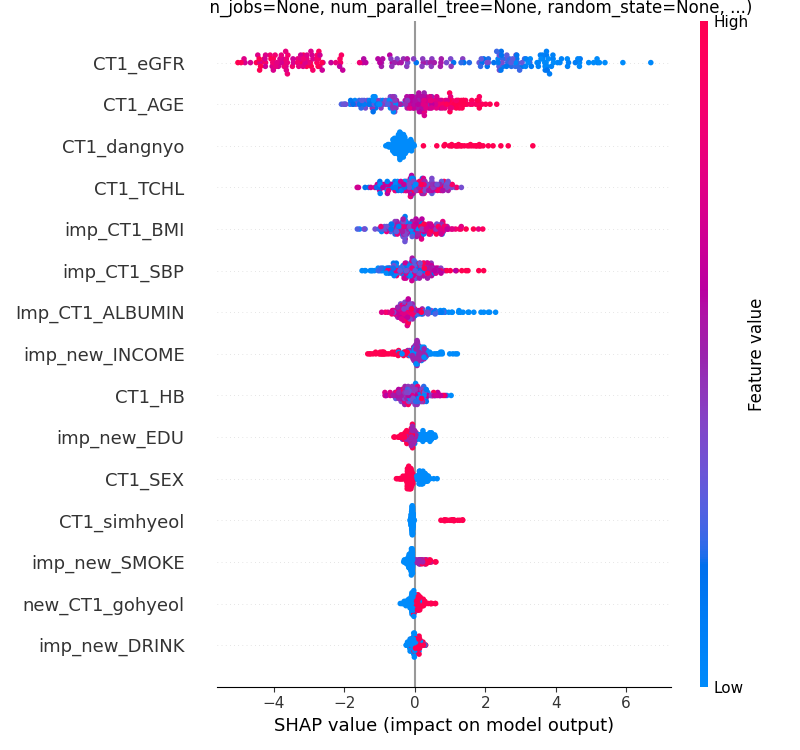 n_jobs=None, num_parallel_tree=None, random_state=None, ...)
High
CT1_eGFR
CT1_AGE
CT1_dangnyo
CT1_TCHL
imp_CT1_BMI
imp_CT1_SBP
Imp_CT1_ALBUMIN
imp_new_INCOME
CT1_HB
imp_new_EDU
CT1_SEX
CT1_simhyeol
imp_new_SMOKE
new_CT1_gohyeol
imp_new_DRINK
Feature value
Low
−4 −2 0 2 4 6
SHAP value (impact on model output)